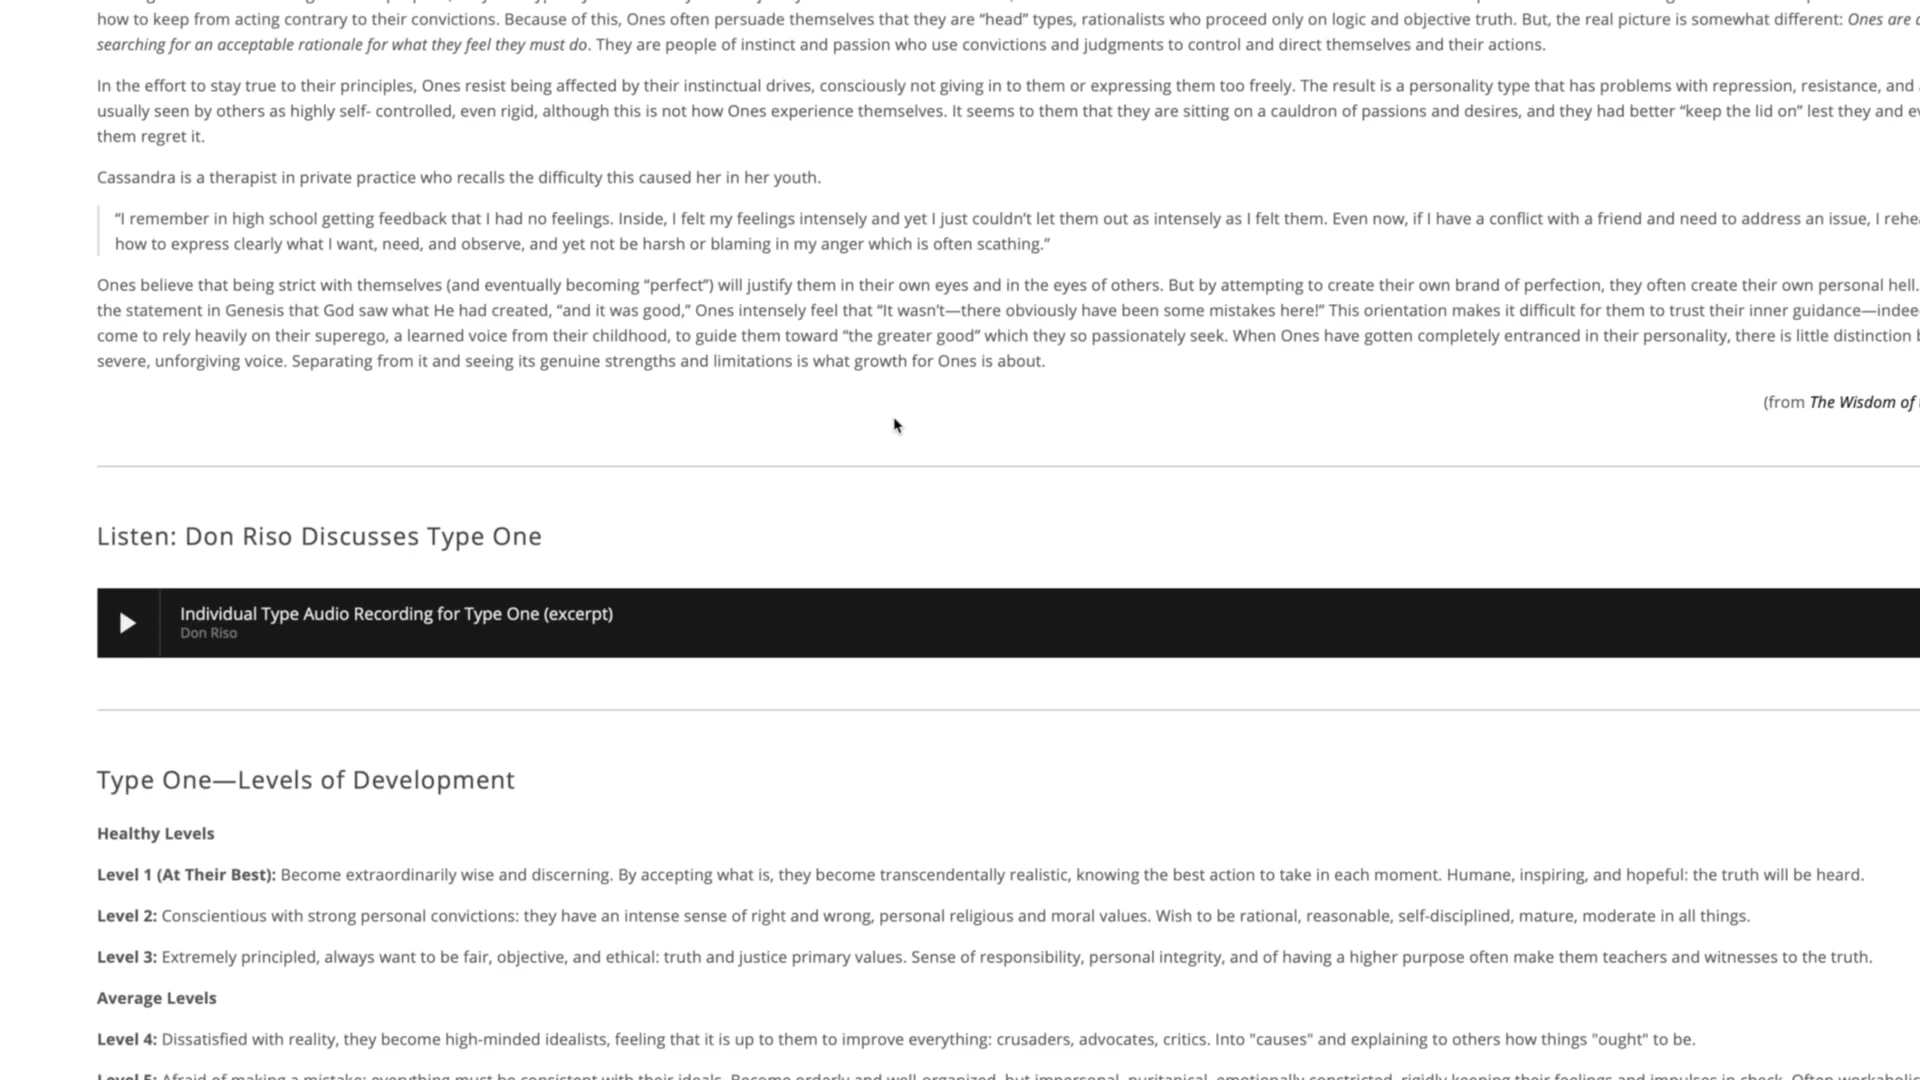 how to keep from acting contrary to their convictions. Because of this, Ones often persuade themselves that they are “head” types, rationalists who proceed only on logic and objective truth. But, the real picture is somewhat different: Ones are
searching for an acceptable rationale for what they feel they must do. They are people of instinct and passion who use convictions and judgments to control and direct themselves and their actions.
In the effort to stay true to their principles, Ones resist being affected by their instinctual drives, consciously not giving in to them or expressing them too freely. The result is a personality type that has problems with repression, resistance, and
usually seen by others as highly self- controlled, even rigid, although this is not how Ones experience themselves. It seems to them that they are sitting on a cauldron of passions and desires, and they had better “keep the lid on” lest they and
them regret it.
Cassandra is a therapist in private practice who recalls the difficulty this caused her in her youth.
“I remember in high school getting feedback that I had no feelings. Inside, I felt my feelings intensely and yet I just couldn’t let them out as intensely as I felt them. Even now, if I have a conflict with a friend and need to address an issue, I
how to express clearly what I want, need, and observe, and yet not be harsh or blaming in my anger which is often scathing.”
Ones believe that being strict with themselves (and eventually becoming “perfect”) will justify them in their own eyes and in the eyes of others. But by attempting to create their own brand of perfection, they often create their own personal hell.
the statement in Genesis that God saw what He had created, “and it was good,” Ones intensely feel that “It wasn’t—there obviously have been some mistakes here!” This orientation makes it difficult for them to trust their inner guidance—
come to rely heavily on their superego, a learned voice from their childhood, to guide them toward “the greater good” which they so passionately seek. When Ones have gotten completely entranced in their personality, there is little distinction
severe, unforgiving voice. Separating from it and seeing its genuine strengths and limitations is what growth for Ones is about.
(from The Wisdom of
Listen: Don Riso Discusses Type One
Individual Type Audio Recording for Type One (excerpt)
Don Riso
Type One—Levels of Development
Healthy Levels
Level 1 (At Their Best): Become extraordinarily wise and discerning. By accepting what is, they become transcendentally realistic, knowing the best action to take in each moment. Humane, inspiring, and hopeful: the truth will be heard.
Level 2: Conscientious with strong personal convictions: they have an intense sense of right and wrong, personal religious and moral values. Wish to be rational, reasonable, self-disciplined, mature, moderate in all things.
Level 3: Extremely principled, always want to be fair, objective, and ethical: truth and justice primary values. Sense of responsibility, personal integrity, and of having a higher purpose often make them teachers and witnesses to the truth.
Average Levels
Level 4: Dissatisfied with reality, they become high-minded idealists, feeling that it is up to them to improve everything: crusaders, advocates, critics. Into "causes" and explaining to others how things "ought" to be.